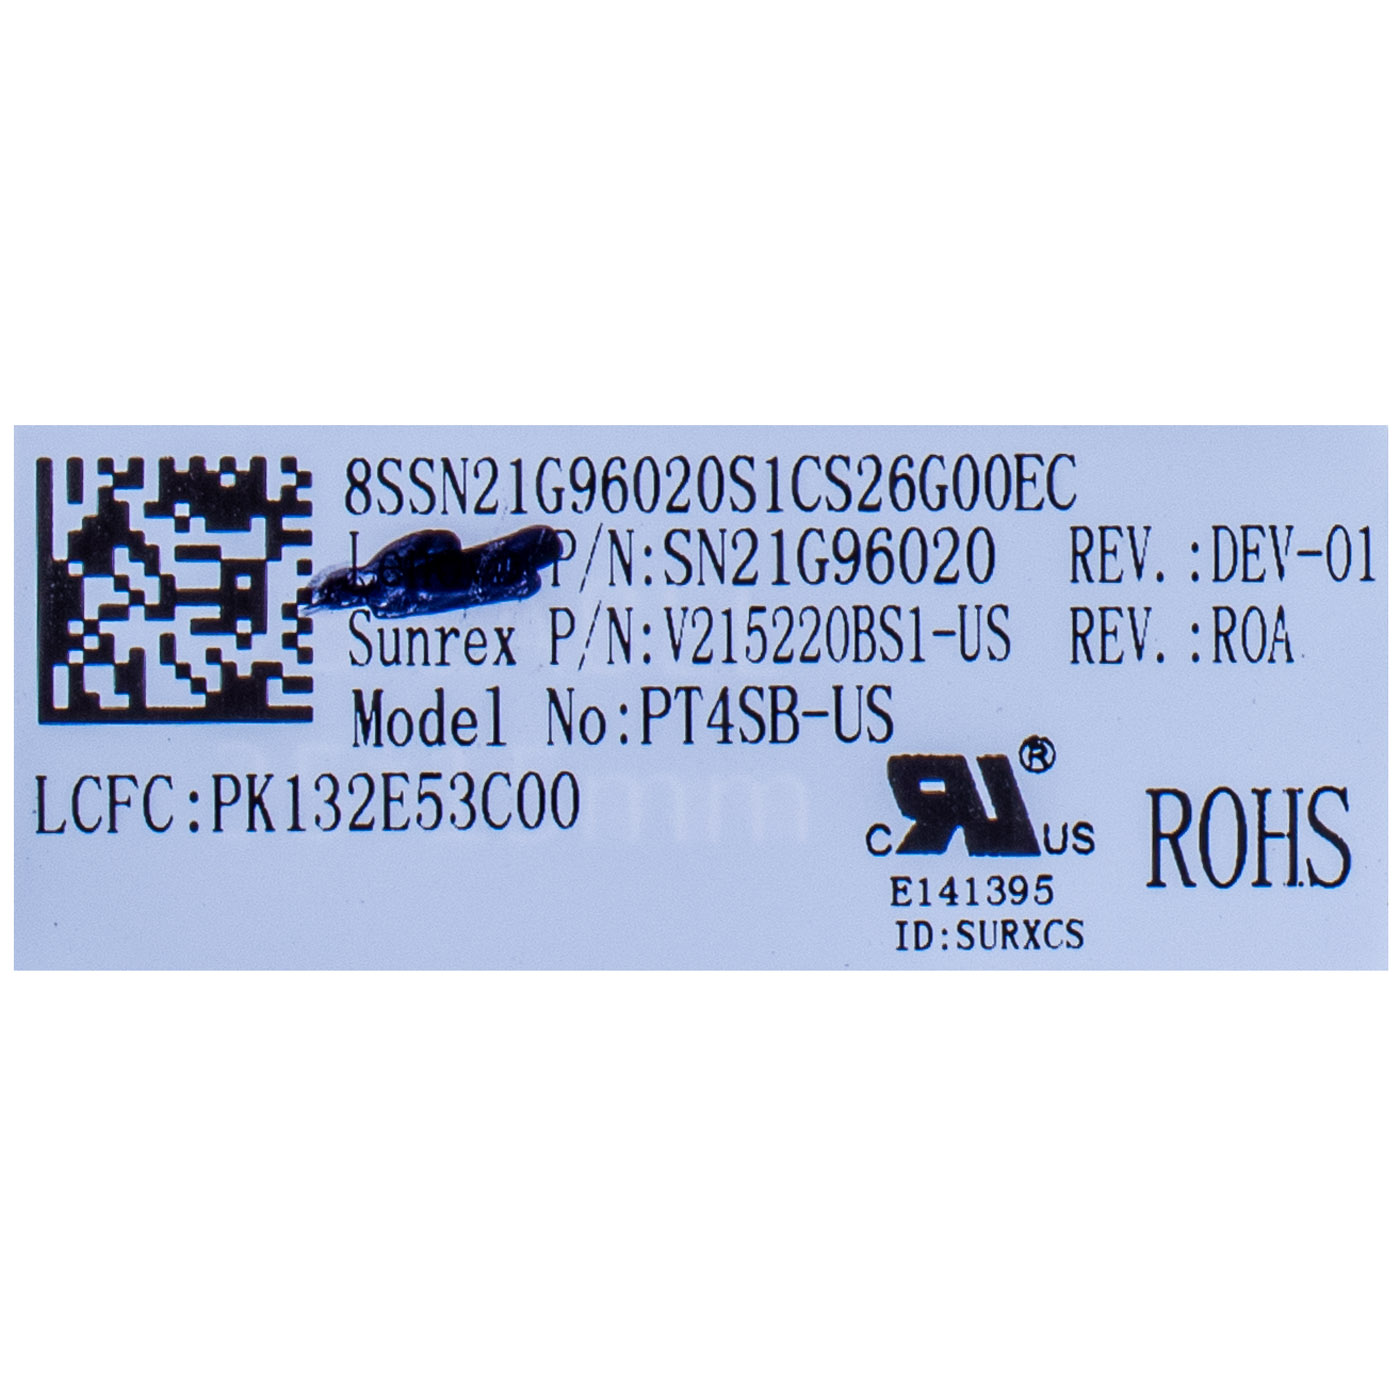 8SSN21G96020S1CS26G00EC
P/N:SN21G96020 REV. :DEV-01
Sunrex P/N:V215220BS1-US REV. :R0A
Model No:PT4SB-US
LCFC:PK132E53C00
c RU ® US
E141395
ID:SURXCS
ROHS